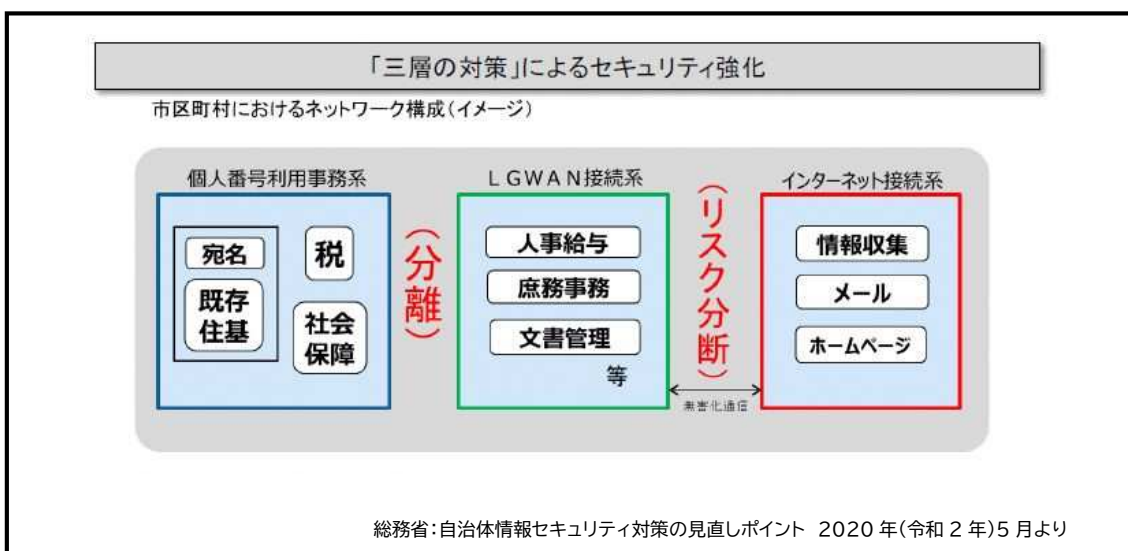 「三層の対策」によるセキュリティ強化
市区町村におけるネットワーク構成(イメージ)
個人番号利用事務系
宛名
既存
住基
税
社会
保障
(分離)
LGWAN接続系
人事給与
庶務事務
文書管理
等
(リスク分断)
無害化通信
インターネット接続系
情報収集
メール
ホームページ
総務省:自治体情報セキュリティ対策の見直しポイント 2020年(令和2年)5月より